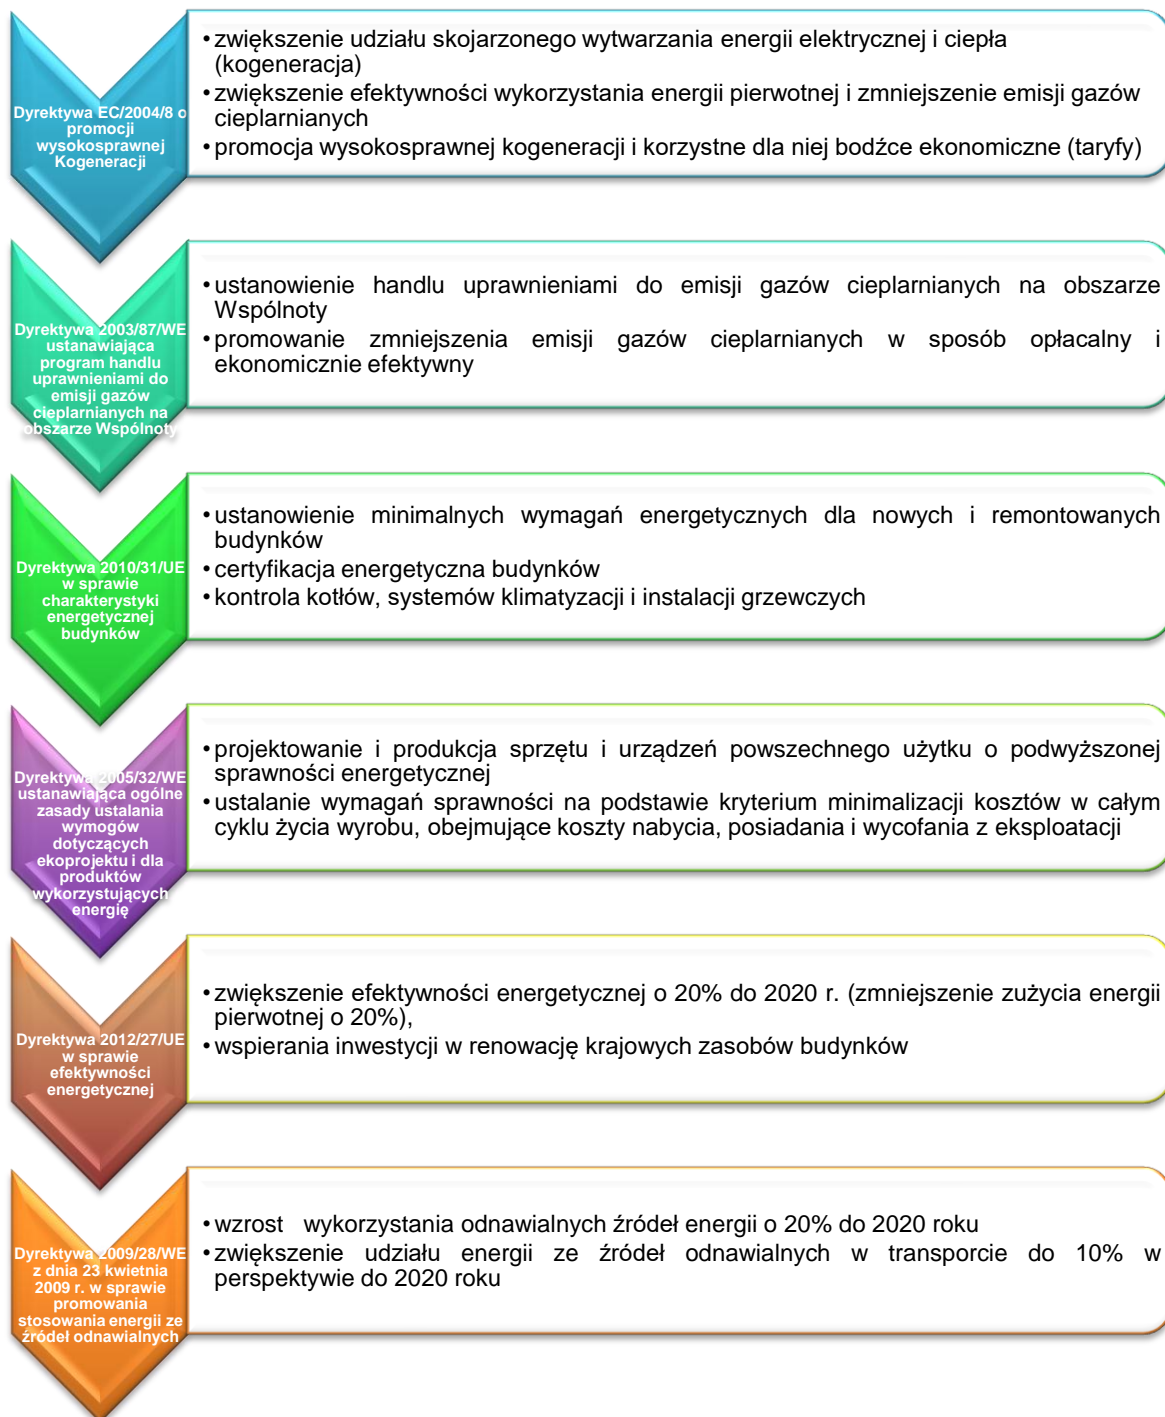 Dyrektywa EC/2004/8 o
promocji
wysokosprawnej
Kogeneracji
• zwiększenie udziału skojarzonego wytwarzania energii elektrycznej i ciepła
(kogeneracja)
• zwiększenie efektywności wykorzystania energii pierwotnej i zmniejszenie emisji gazów
cieplarnianych
• promocja wysokosprawnej kogeneracji i korzystne dla niej bodźce ekonomiczne (taryfy)
Dyrektywa 2003/87/WE
ustanawiająca
program handlu
uprawnieniami do
emisji gazów
cieplarnianych na
obszarze Wspólnoty
• ustanowienie handlu uprawnieniami do emisji gazów cieplarnianych na obszarze
Wspólnoty
• promowanie zmniejszenia emisji gazów cieplarnianych w sposób opłacalny i
ekonomicznie efektywny
Dyrektywa 2010/31/UE
w sprawie
charakterystyki
energetycznej
budynków
• ustanowienie minimalnych wymagań energetycznych dla nowych i remontowanych
budynków
• certyfikacja energetyczna budynków
• kontrola kotłów, systemów klimatyzacji i instalacji grzewczych
Dyrektywa 2005/32/WE
ustanawiająca ogólne
zasady ustalania
wymogów
dotyczących
ekoprojektu i dla
produktów
wykorzystujących
energię
• projektowanie i produkcja sprzętu i urządzeń powszechnego użytku o podwyższonej
sprawności energetycznej
• ustalanie wymagań sprawności na podstawie kryterium minimalizacji kosztów w całym
cyklu życia wyrobu, obejmujące koszty nabycia, posiadania i wycofania z eksploatacji
Dyrektywa 2012/27/UE
w sprawie
efektywności
energetycznej
• zwiększenie efektywności energetycznej o 20% do 2020 r. (zmniejszenie zużycia energii
pierwotnej o 20%),
• wspierania inwestycji w renowację krajowych zasobów budynków
Dyrektywa 2009/28/WE
z dnia 23 kwietnia
2009 r. w sprawie
promowania
stosowania energii ze
źródeł odnawialnych
• wzrost wykorzystania odnawialnych źródeł energii o 20% do 2020 roku
• zwiększenie udziału energii ze źródeł odnawialnych w transporcie do 10% w
perspektywie do 2020 roku